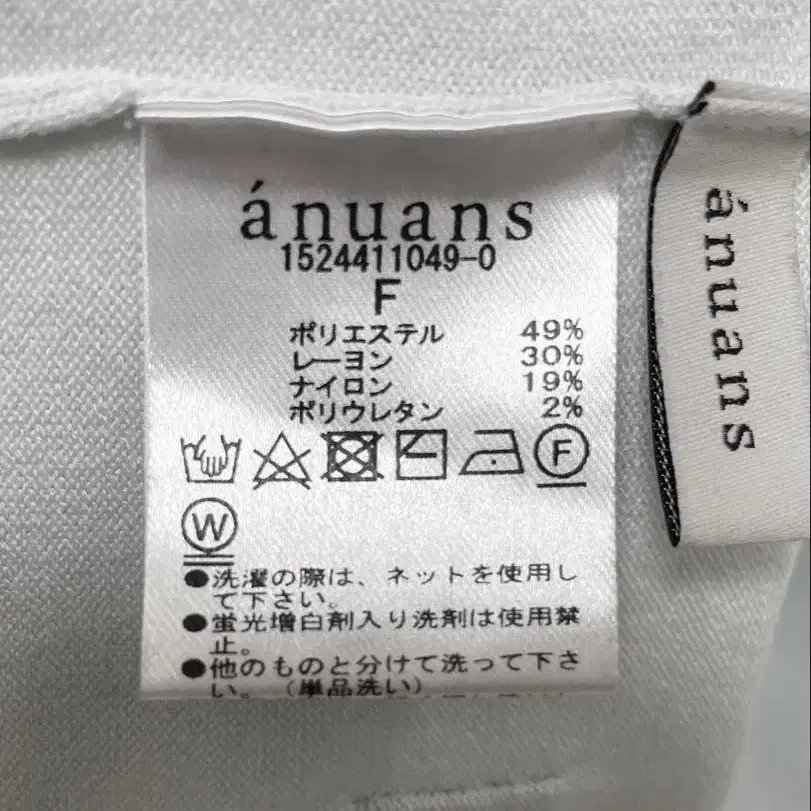 ánuans
1524411049-0
F
ポリエステル 49%
レーヨン 30%
ナイロン 19%
ポリウレタン 2%
F
W
●洗濯の際は、ネットを使用し
て下さい。
●蛍光増白剤入り洗剤は使用禁
止。
●他のものと分けて洗って下さ
い。（単品洗い）
ánuans